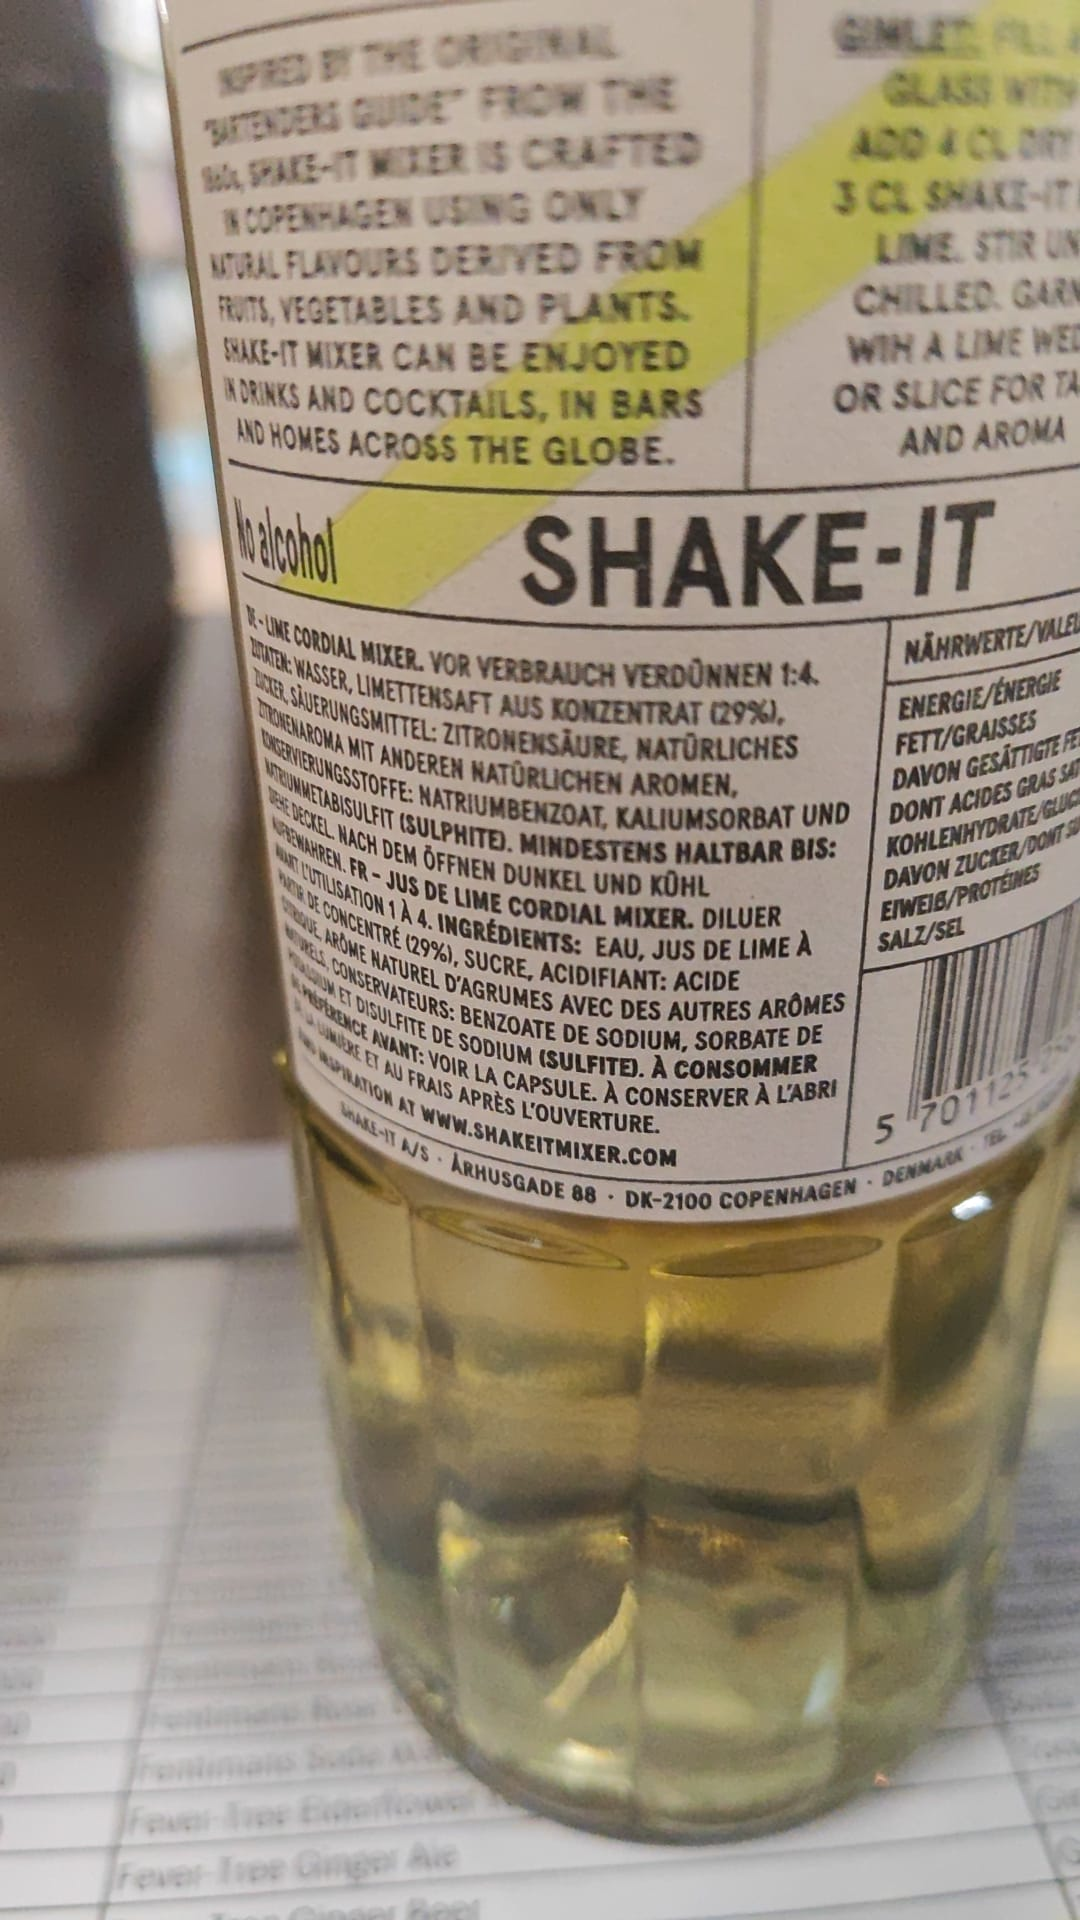 INSPIRED BY THE ORIGINAL
"BARTENDERS GUIDE" FROM THE
SHAKE-IT MIXER IS CRAFTED
IN COPENHAGEN USING ONLY
NATURAL FLAVOURS DERIVED FROM
FRUITS, VEGETABLES AND PLANTS.
SHAKE-IT MIXER CAN BE ENJOYED
IN DRINKS AND COCKTAILS, IN BARS
AND HOMES ACROSS THE GLOBE.
GIMLET: FILL A
GLASS WITH
ADD 4 CL DRY
3 CL SHAKE-IT
LIME. STIR UN
CHILLED. GARN
WIH A LIME WED
OR SLICE FOR TA
AND AROMA
No alcohol
SHAKE-IT
DE - LIME CORDIAL MIXER. VOR VERBRAUCH VERDÜNNEN 1:4.
ZUTATEN: WASSER, LIMETTENSAFT AUS KONZENTRAT (29%),
ZUCKER, SÄUERUNGSMITTEL: ZITRONENSÄURE, NATÜRLICHES
ZITRONENAROMA MIT ANDEREN NATÜRLICHEN AROMEN,
KONSERVIERUNGSSTOFFE: NATRIUMBENZOAT, KALIUMSORBAT UND
NATRIUMMETABISULFIT (SULPHITE). MINDESTENS HALTBAR BIS:
SIEHE DECKEL. NACH DEM ÖFFNEN DUNKEL UND KÜHL
AUFBEWAHREN. FR - JUS DE LIME CORDIAL MIXER. DILUER
AVANT L'UTILISATION 1 À 4. INGRÉDIENTS: EAU, JUS DE LIME À
PARTIR DE CONCENTRÉ (29%), SUCRE, ACIDIFIANT: ACIDE
CITRIQUE, ARÔME NATUREL D'AGRUMES AVEC DES AUTRES ARÔMES
NATURELS, CONSERVATEURS: BENZOATE DE SODIUM, SORBATE DE
POTASSIUM ET DISULFITE DE SODIUM (SULFITE). À CONSOMMER
DE PRÉFÉRENCE AVANT: VOIR LA CAPSULE. À CONSERVER À L'ABRI
DE LA LUMIÈRE ET AU FRAIS APRÈS L'OUVERTURE.
FIND INSPIRATION AT WWW.SHAKEITMIXER.COM
SHAKE-IT A/S · ÅRHUSGADE 88 · DK-2100 COPENHAGEN · DENMARK · TEL.
NÄHRWERTE/VALEU
ENERGIE/ÉNERGIE
FETT/GRAISSES
DAVON GESÄTTIGTE FE
DONT ACIDES GRAS SAT
KOHLENHYDRATE/GLUC
DAVON ZUCKER/DONT SU
EIWEIß/PROTÉINES
SALZ/SEL
5 701125
Fentimans
Fever-Tree Elderflower
Fever-Tree Ginger Ale
Tree Ginger Beer